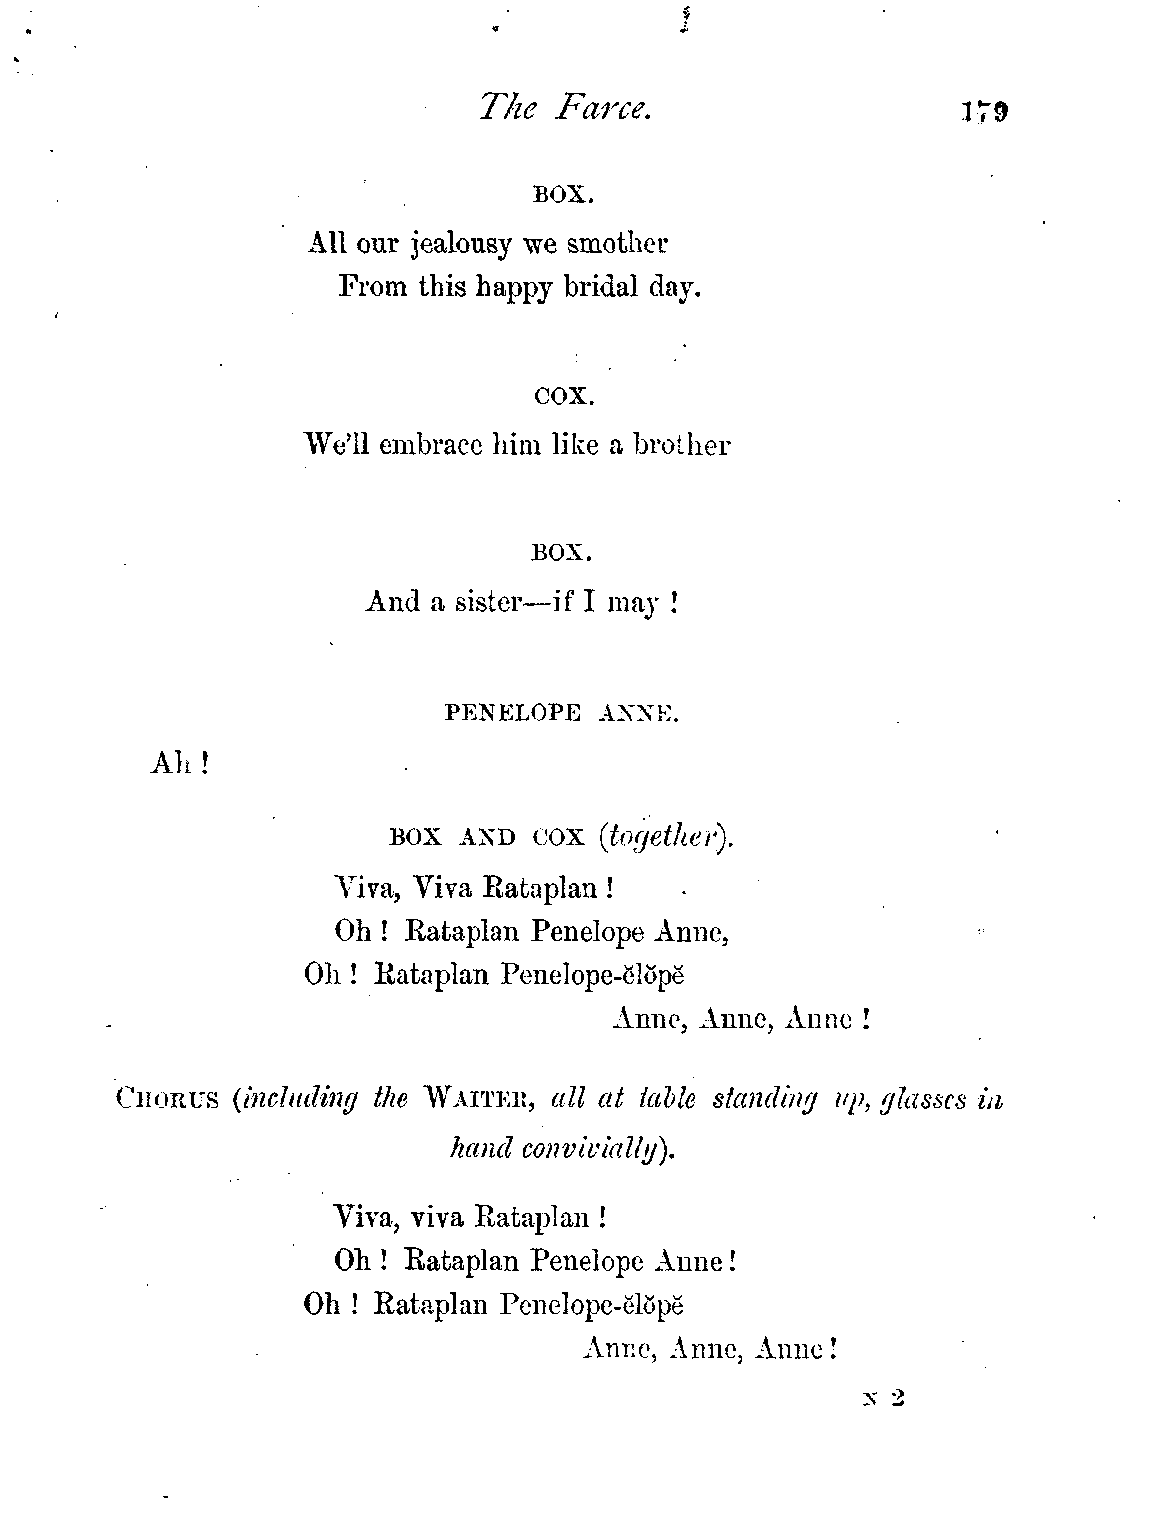 The Farce. 179
BOX.
All our jealousy we smother
From this happy bridal day.
COX.
We'll embrace him like a brother
BOX.
And a sister—if I may !
PENELOPE ANNE.
Ah !
BOX AND COX (together).
Viva, Viva Rataplan !
Oh ! Rataplan Penelope Anne,
Oh ! Rataplan Penelope-ĕlŏpĕ
Anne, Anne, Anne !
CHORUS (including the WAITER, all at table standing up, glasses in
hand convivially).
Viva, viva Rataplan !
Oh ! Rataplan Penelope Anne !
Oh ! Rataplan Penelope-ĕlŏpĕ
Anne, Anne, Anne !
N 2